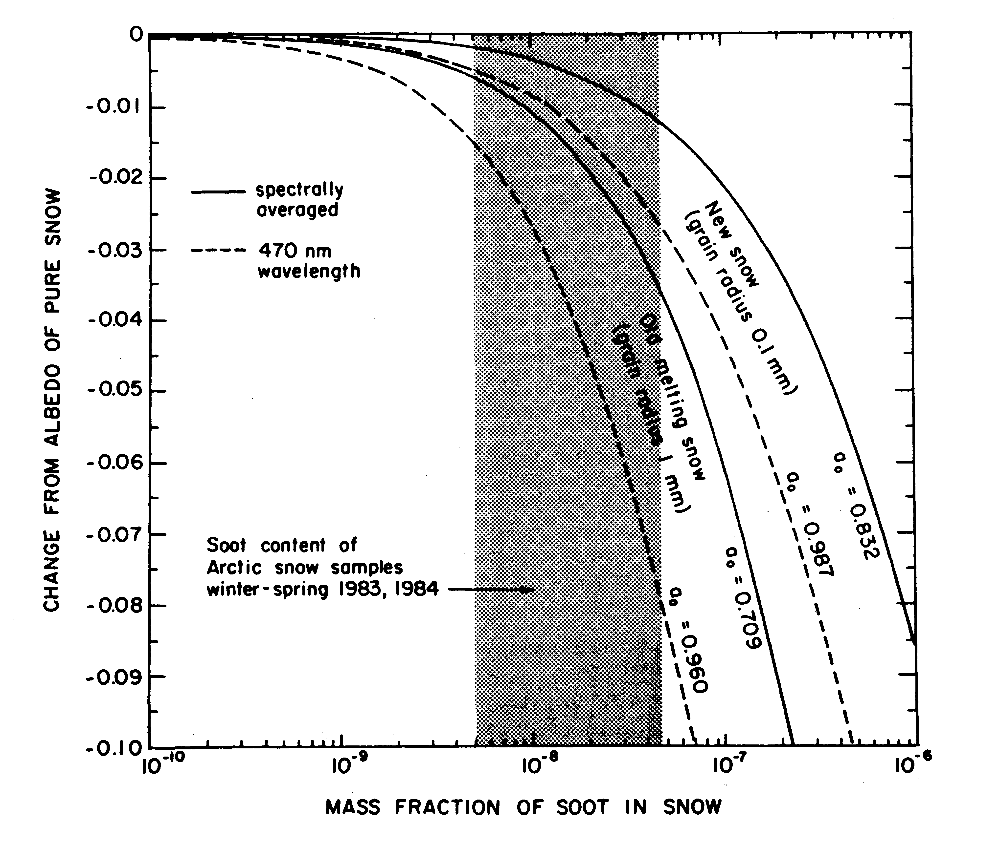 0
-0.01
-0.02
-0.03
-0.04
-0.05
-0.06
-0.07
-0.08
-0.09
-0.10
CHANGE FROM ALBEDO OF PURE SNOW
spectrally
averaged
470 nm
wavelength
Soot content of
Arctic snow samples
winter-spring 1983, 1984
New snow
(grain radius 0.1 mm)
Old melting snow
(grain radius 1 mm)
a₀ = 0.832
a₀ = 0.987
a₀ = 0.709
a₀ = 0.960
10⁻¹⁰ 10⁻⁹ 10⁻⁸ 10⁻⁷ 10⁻⁶
MASS FRACTION OF SOOT IN SNOW